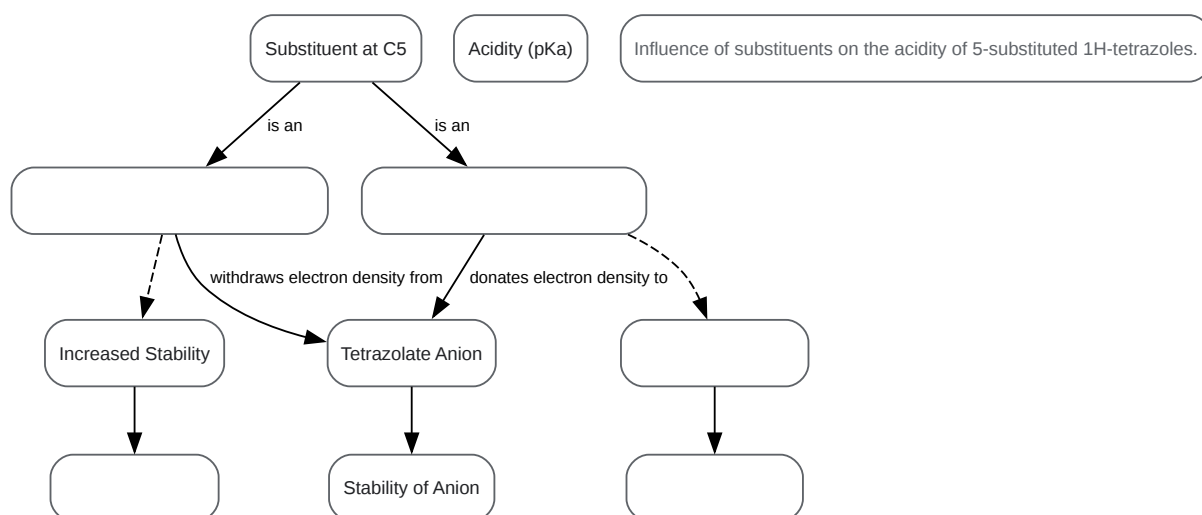 Substituent at C5
Acidity (pKa)
Influence of substituents on the acidity of 5-substituted 1H-tetrazoles.
is an
is an
withdraws electron density from
donates electron density to
Increased Stability
Tetrazolate Anion
Stability of Anion